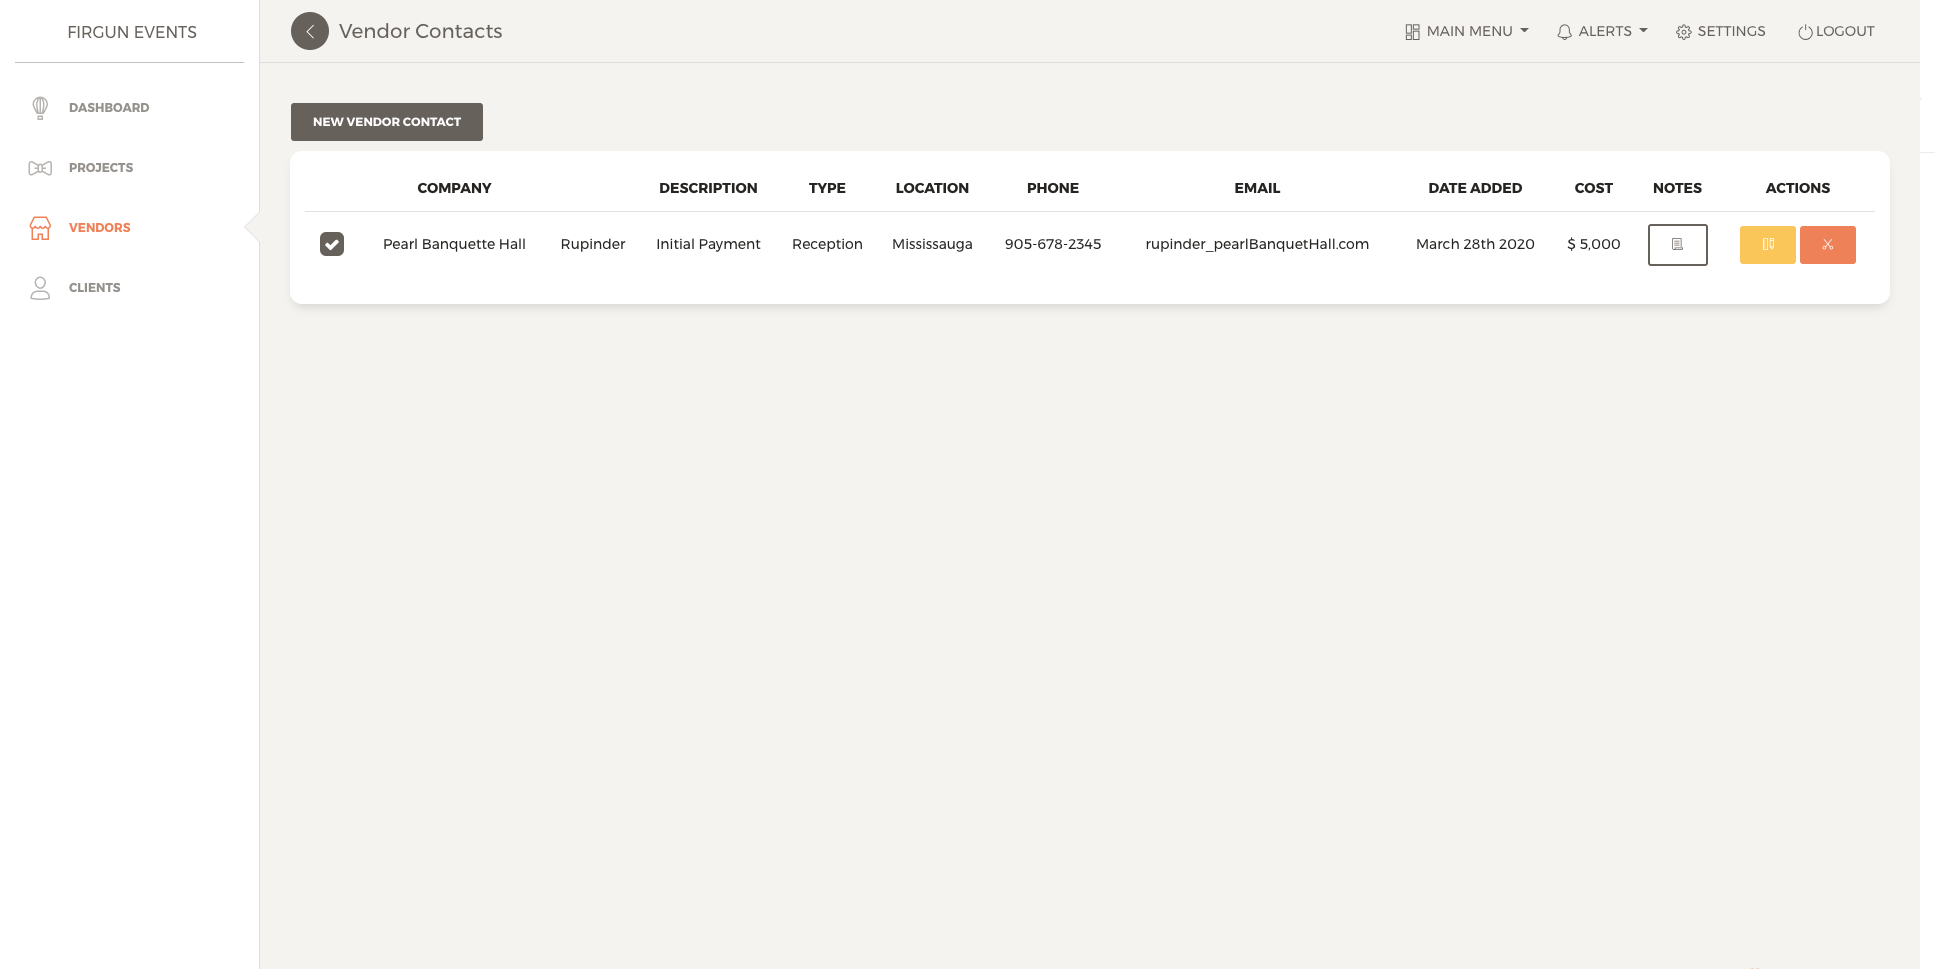 FIRGUN EVENTS
Vendor Contacts
MAIN MENU
ALERTS
SETTINGS
LOGOUT
DASHBOARD
PROJECTS
VENDORS
CLIENTS
NEW VENDOR CONTACT
COMPANY DESCRIPTION TYPE LOCATION PHONE EMAIL DATE ADDED COST NOTES ACTIONS
Pearl Banquette Hall Rupinder Initial Payment Reception Mississauga 905-678-2345 rupinder_pearlBanquetHall.com March 28th 2020 $ 5,000